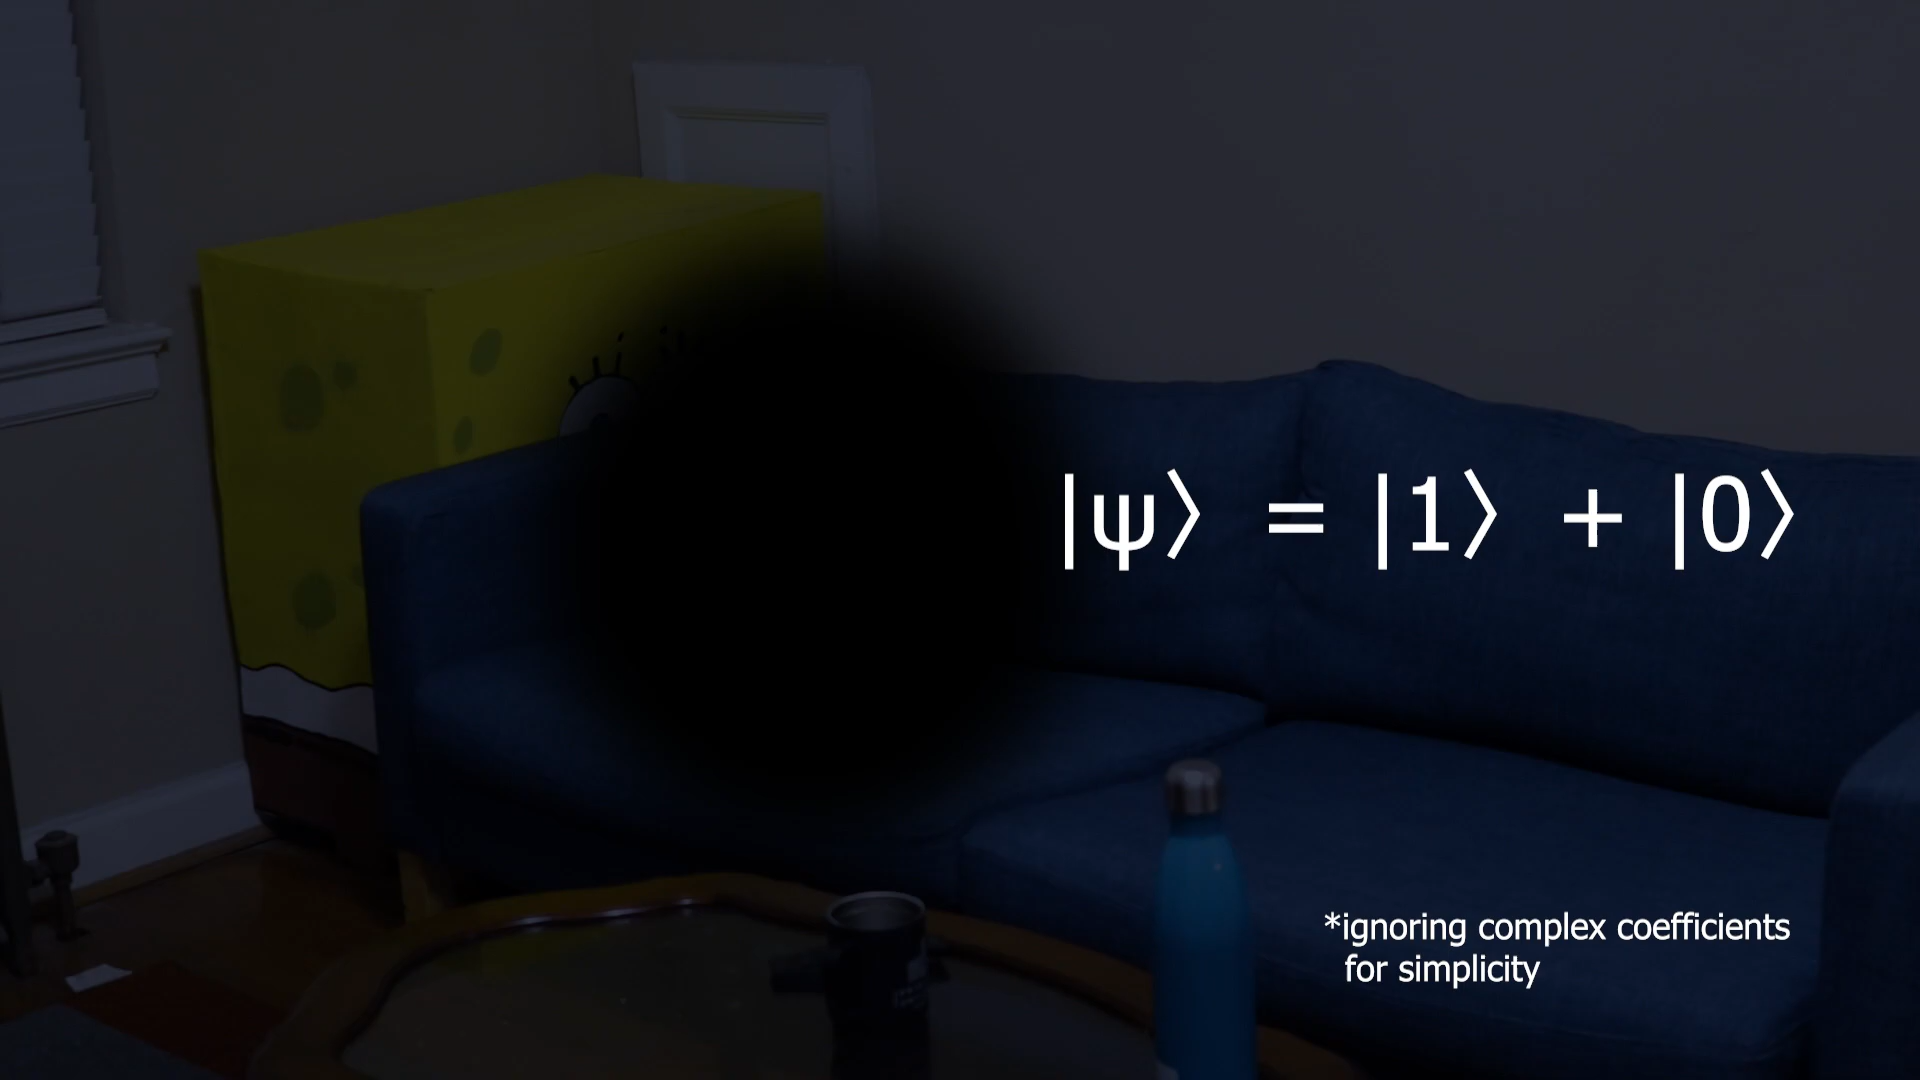 |ψ⟩ = |1⟩ + |0⟩
*ignoring complex coefficients
for simplicity